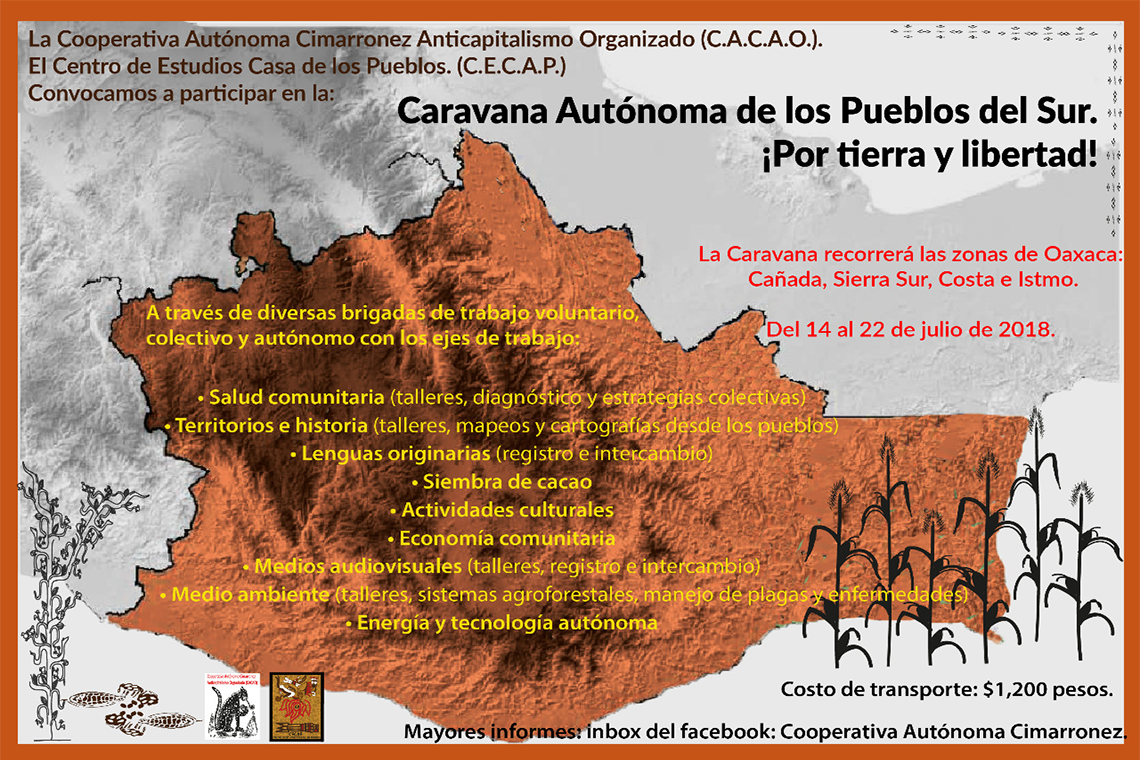 La Cooperativa Autónoma Cimarronez Anticapitalismo Organizado (C.A.C.A.O.).
El Centro de Estudios Casa de los Pueblos. (C.E.C.A.P.)
Convocamos a participar en la:
Caravana Autónoma de los Pueblos del Sur.
¡Por tierra y libertad!
La Caravana recorrerá las zonas de Oaxaca:
Cañada, Sierra Sur, Costa e Istmo.
Del 14 al 22 de julio de 2018.
A través de diversas brigadas de trabajo voluntario,
colectivo y autónomo con los ejes de trabajo:
• Salud comunitaria (talleres, diagnóstico y estrategias colectivas)
• Territorios e historia (talleres, mapeos y cartografías desde los pueblos)
• Lenguas originarias (registro e intercambio)
• Siembra de cacao
• Actividades culturales
• Economía comunitaria
• Medios audiovisuales (talleres, registro e intercambio)
• Medio ambiente (talleres, sistemas agroforestales, manejo de plagas y enfermedades)
• Energía y tecnología autónoma
Costo de transporte: $1,200 pesos.
Mayores informes: inbox del facebook: Cooperativa Autónoma Cimarronez.